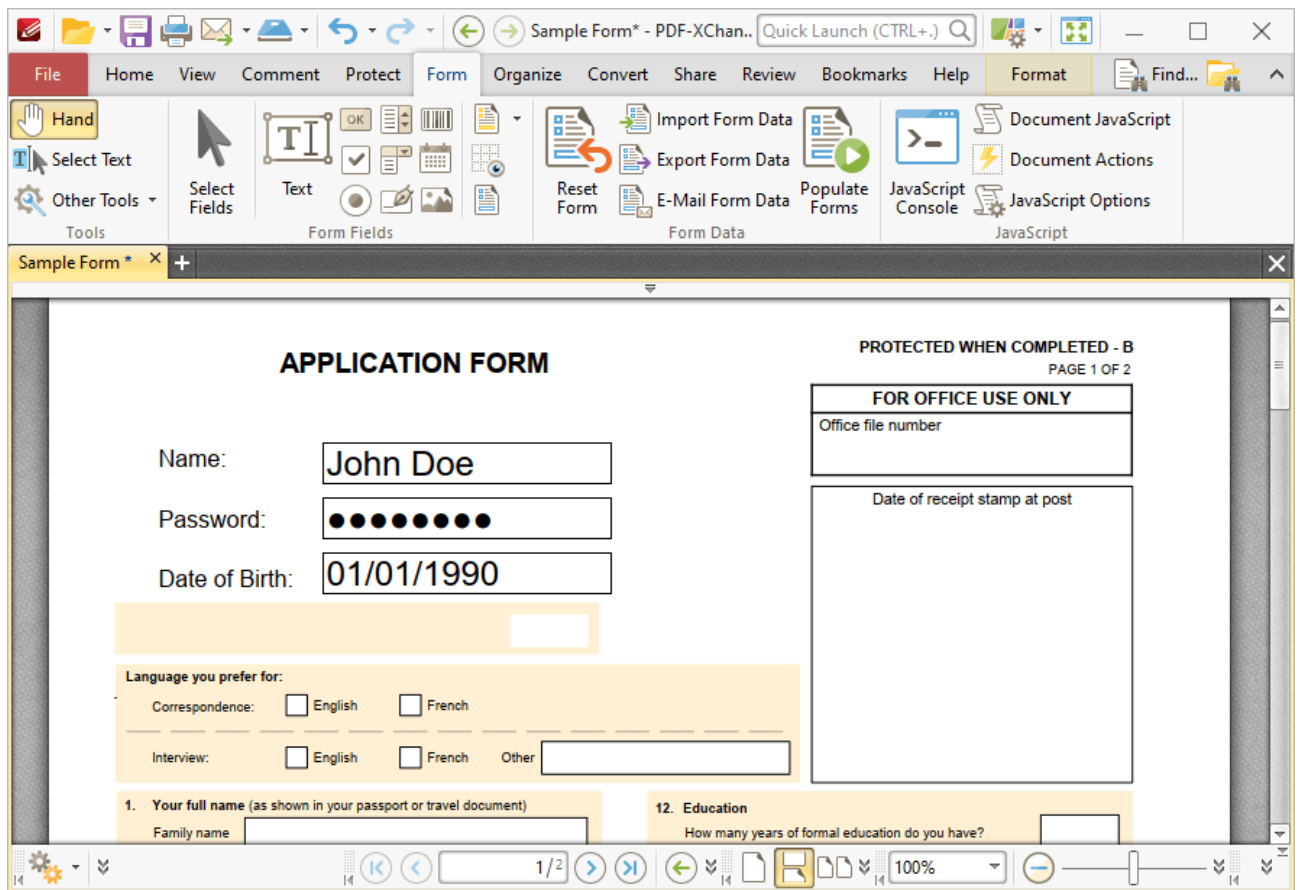 Sample Form* - PDF-XChan.. Quick Launch (CTRL+.)
File Home View Comment Protect Form Organize Convert Share Review Bookmarks Help Format Find...
Hand
Select Text
Other Tools
Tools
Select
Fields
Text
OK
Form Fields
Reset
Form
Import Form Data
Export Form Data
E-Mail Form Data
Populate
Forms
Form Data
JavaScript
Console
Document JavaScript
Document Actions
JavaScript Options
JavaScript
Sample Form *
APPLICATION FORM
PROTECTED WHEN COMPLETED - B
PAGE 1 OF 2
FOR OFFICE USE ONLY
Office file number
Date of receipt stamp at post
Name: John Doe
Password: ●●●●●●●●
Date of Birth: 01/01/1990
Language you prefer for:
Correspondence: English French
Interview: English French Other
1. Your full name (as shown in your passport or travel document)
Family name
12. Education
How many years of formal education do you have?
1/2
100%